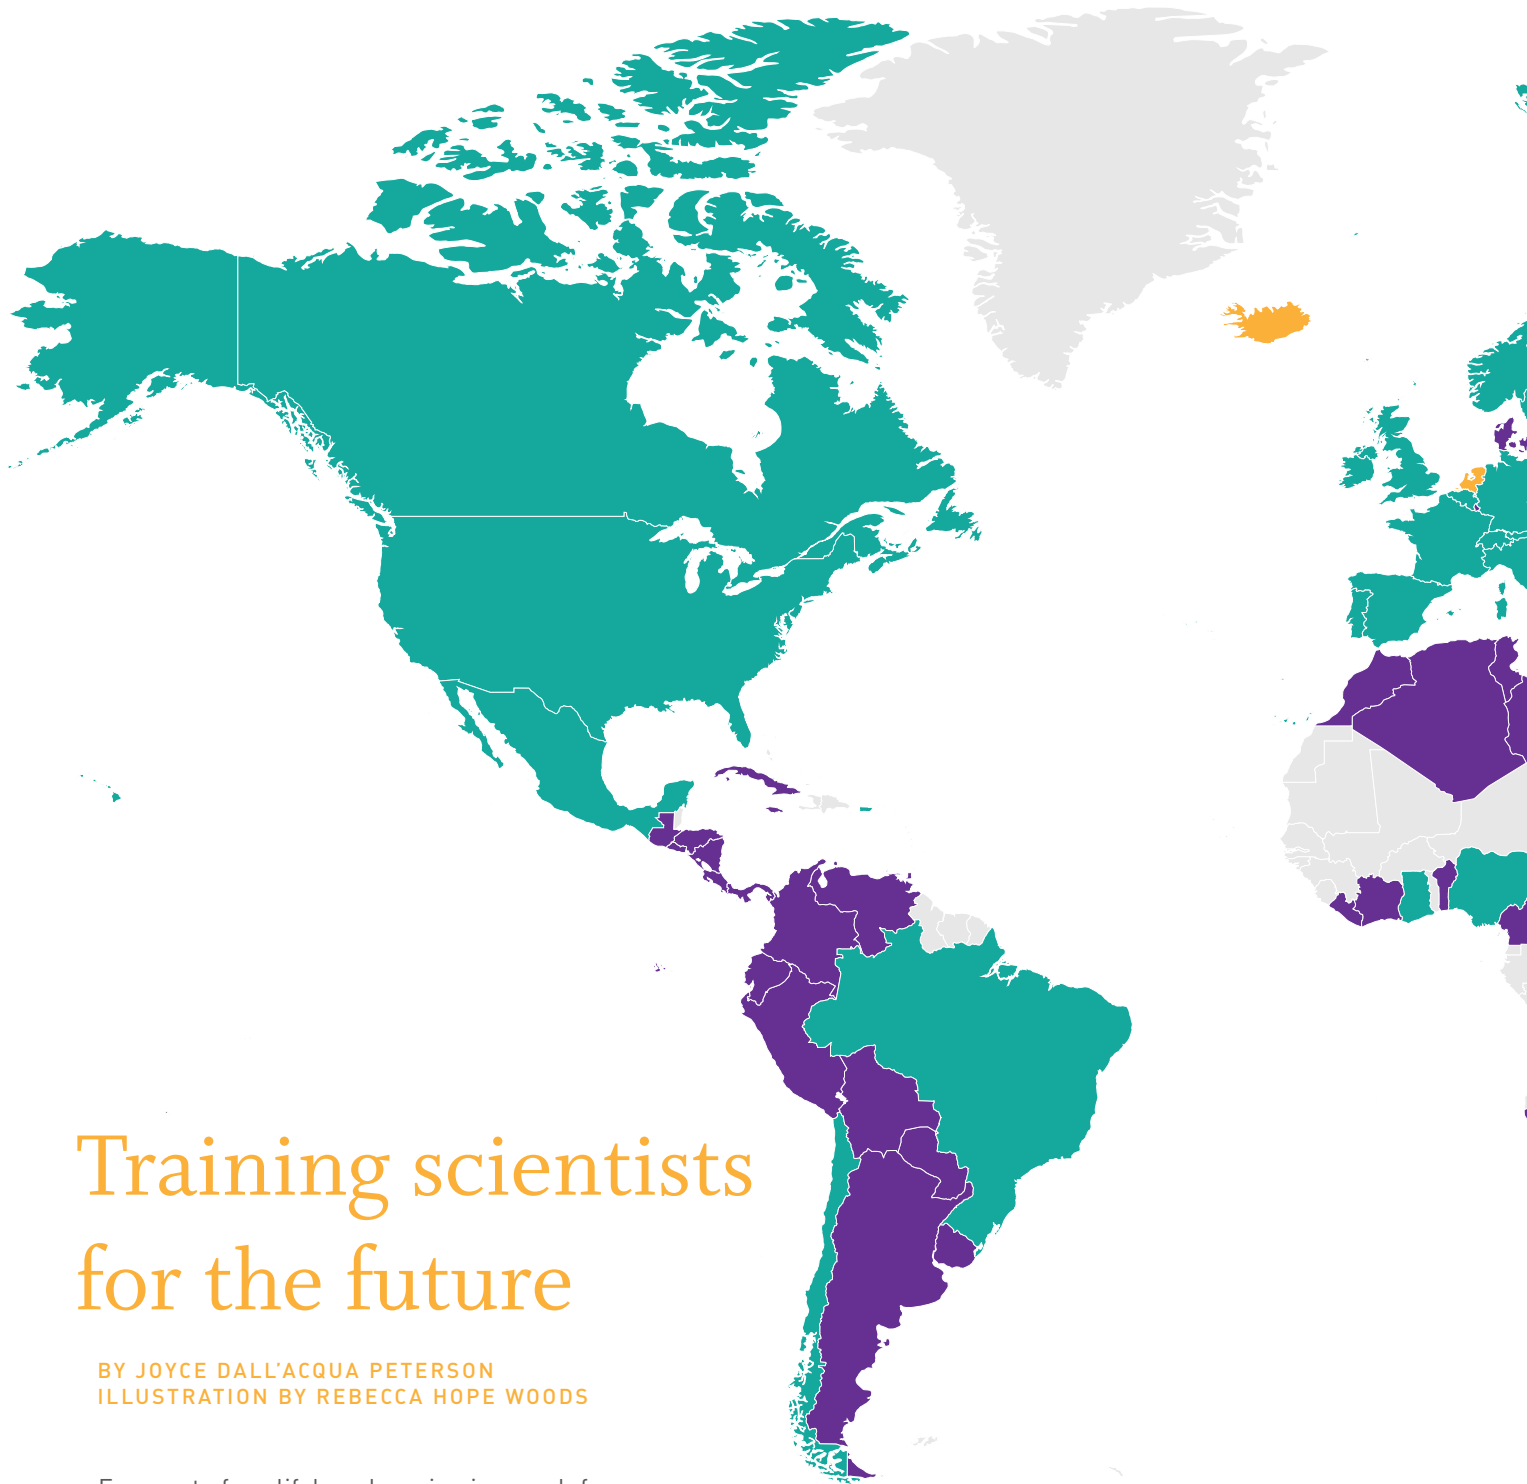 Training scientists
for the future
BY JOYCE DALL'ACQUA PETERSON
ILLUSTRATION BY REBECCA HOPE WOODS